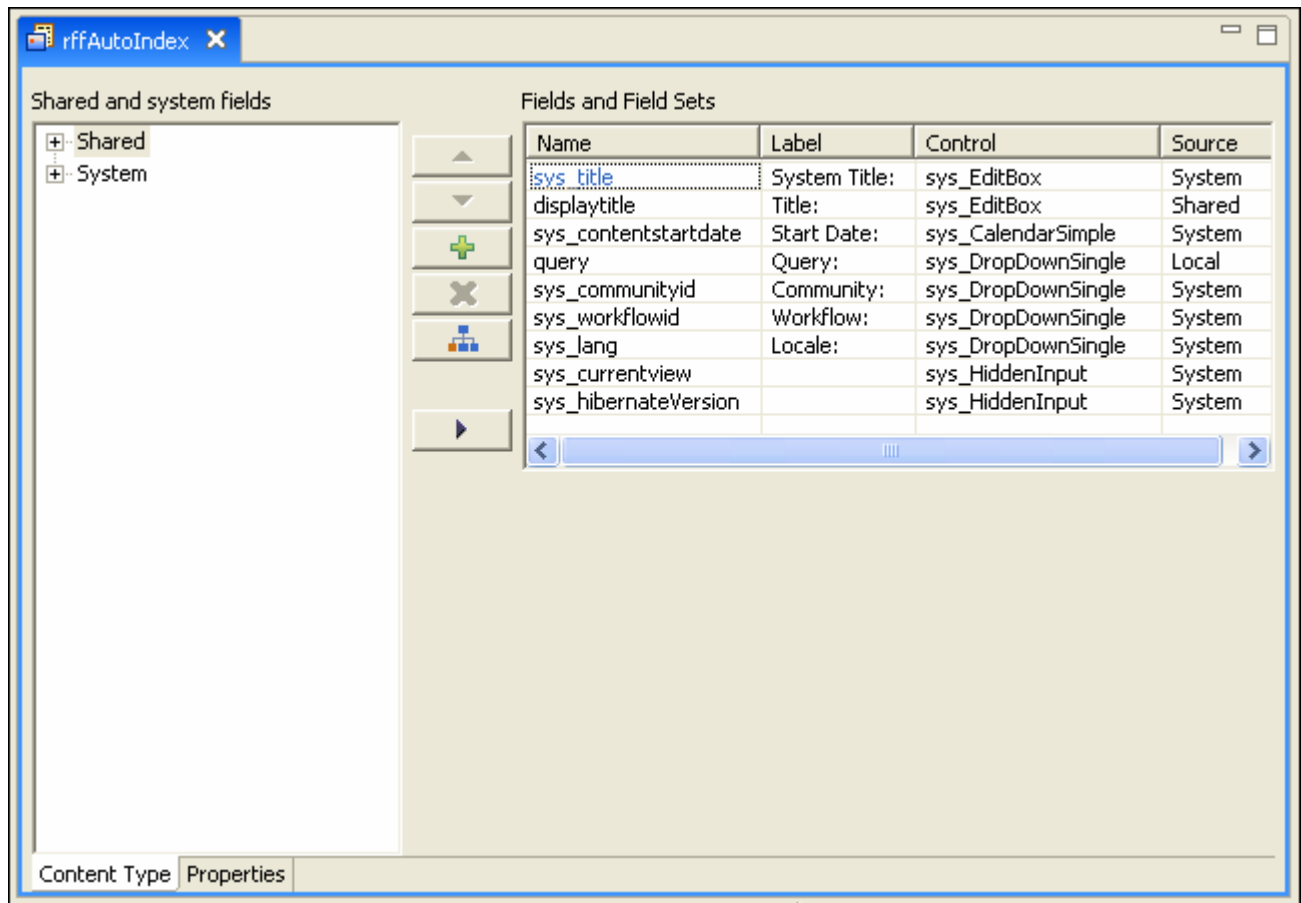 rffAutoIndex
Shared and system fields
Fields and Field Sets
Shared
System
Name Label Control Source
sys_title System Title: sys_EditBox System
displaytitle Title: sys_EditBox Shared
sys_contentstartdate Start Date: sys_CalendarSimple System
query Query: sys_DropDownSingle Local
sys_communityid Community: sys_DropDownSingle System
sys_workflowid Workflow: sys_DropDownSingle System
sys_lang Locale: sys_DropDownSingle System
sys_currentview sys_HiddenInput System
sys_hibernateVersion sys_HiddenInput System
Content Type Properties